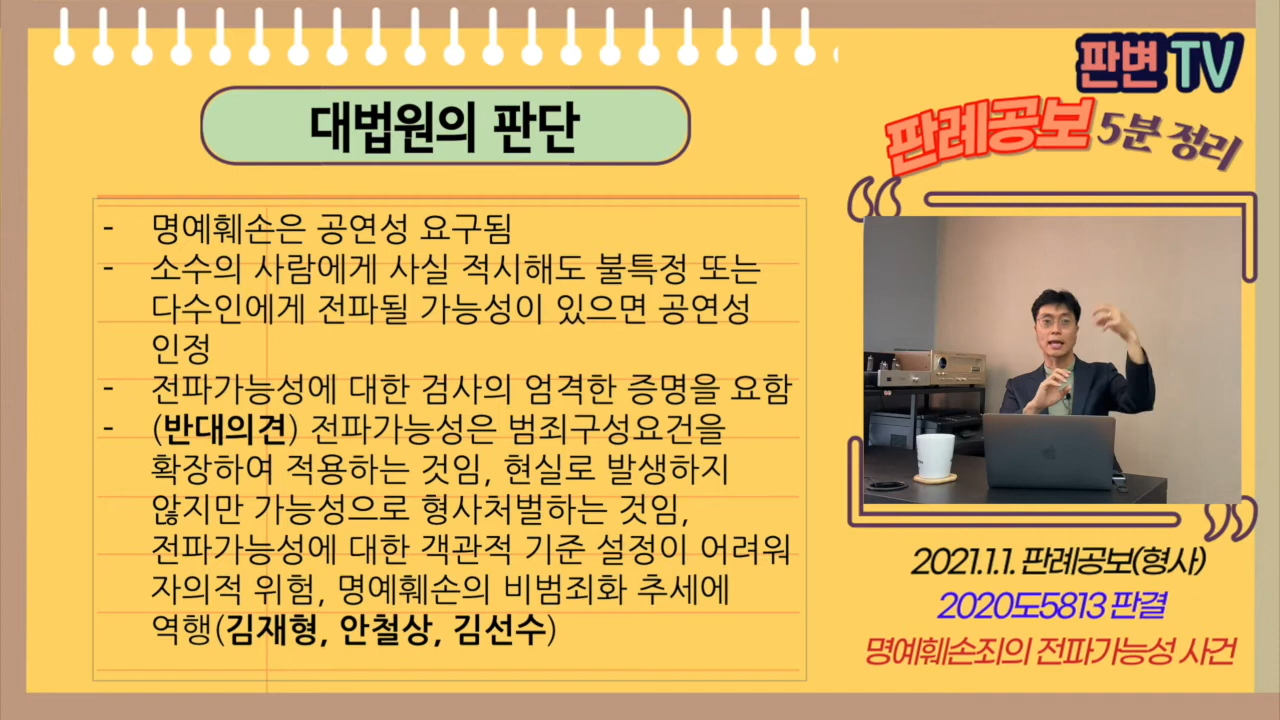 판변 TV
판례공보 5분 정리
대법원의 판단
- 명예훼손은 공연성 요구됨
- 소수의 사람에게 사실 적시해도 불특정 또는
다수인에게 전파될 가능성이 있으면 공연성
인정
- 전파가능성에 대한 검사의 엄격한 증명을 요함
- (반대의견) 전파가능성은 범죄구성요건을
확장하여 적용하는 것임, 현실로 발생하지
않지만 가능성으로 형사처벌하는 것임,
전파가능성에 대한 객관적 기준 설정이 어려워
자의적 위험, 명예훼손의 비범죄화 추세에
역행(김재형, 안철상, 김선수)
2021.1.1. 판례공보(형사)
2020도5813 판결
명예훼손죄의 전파가능성 사건